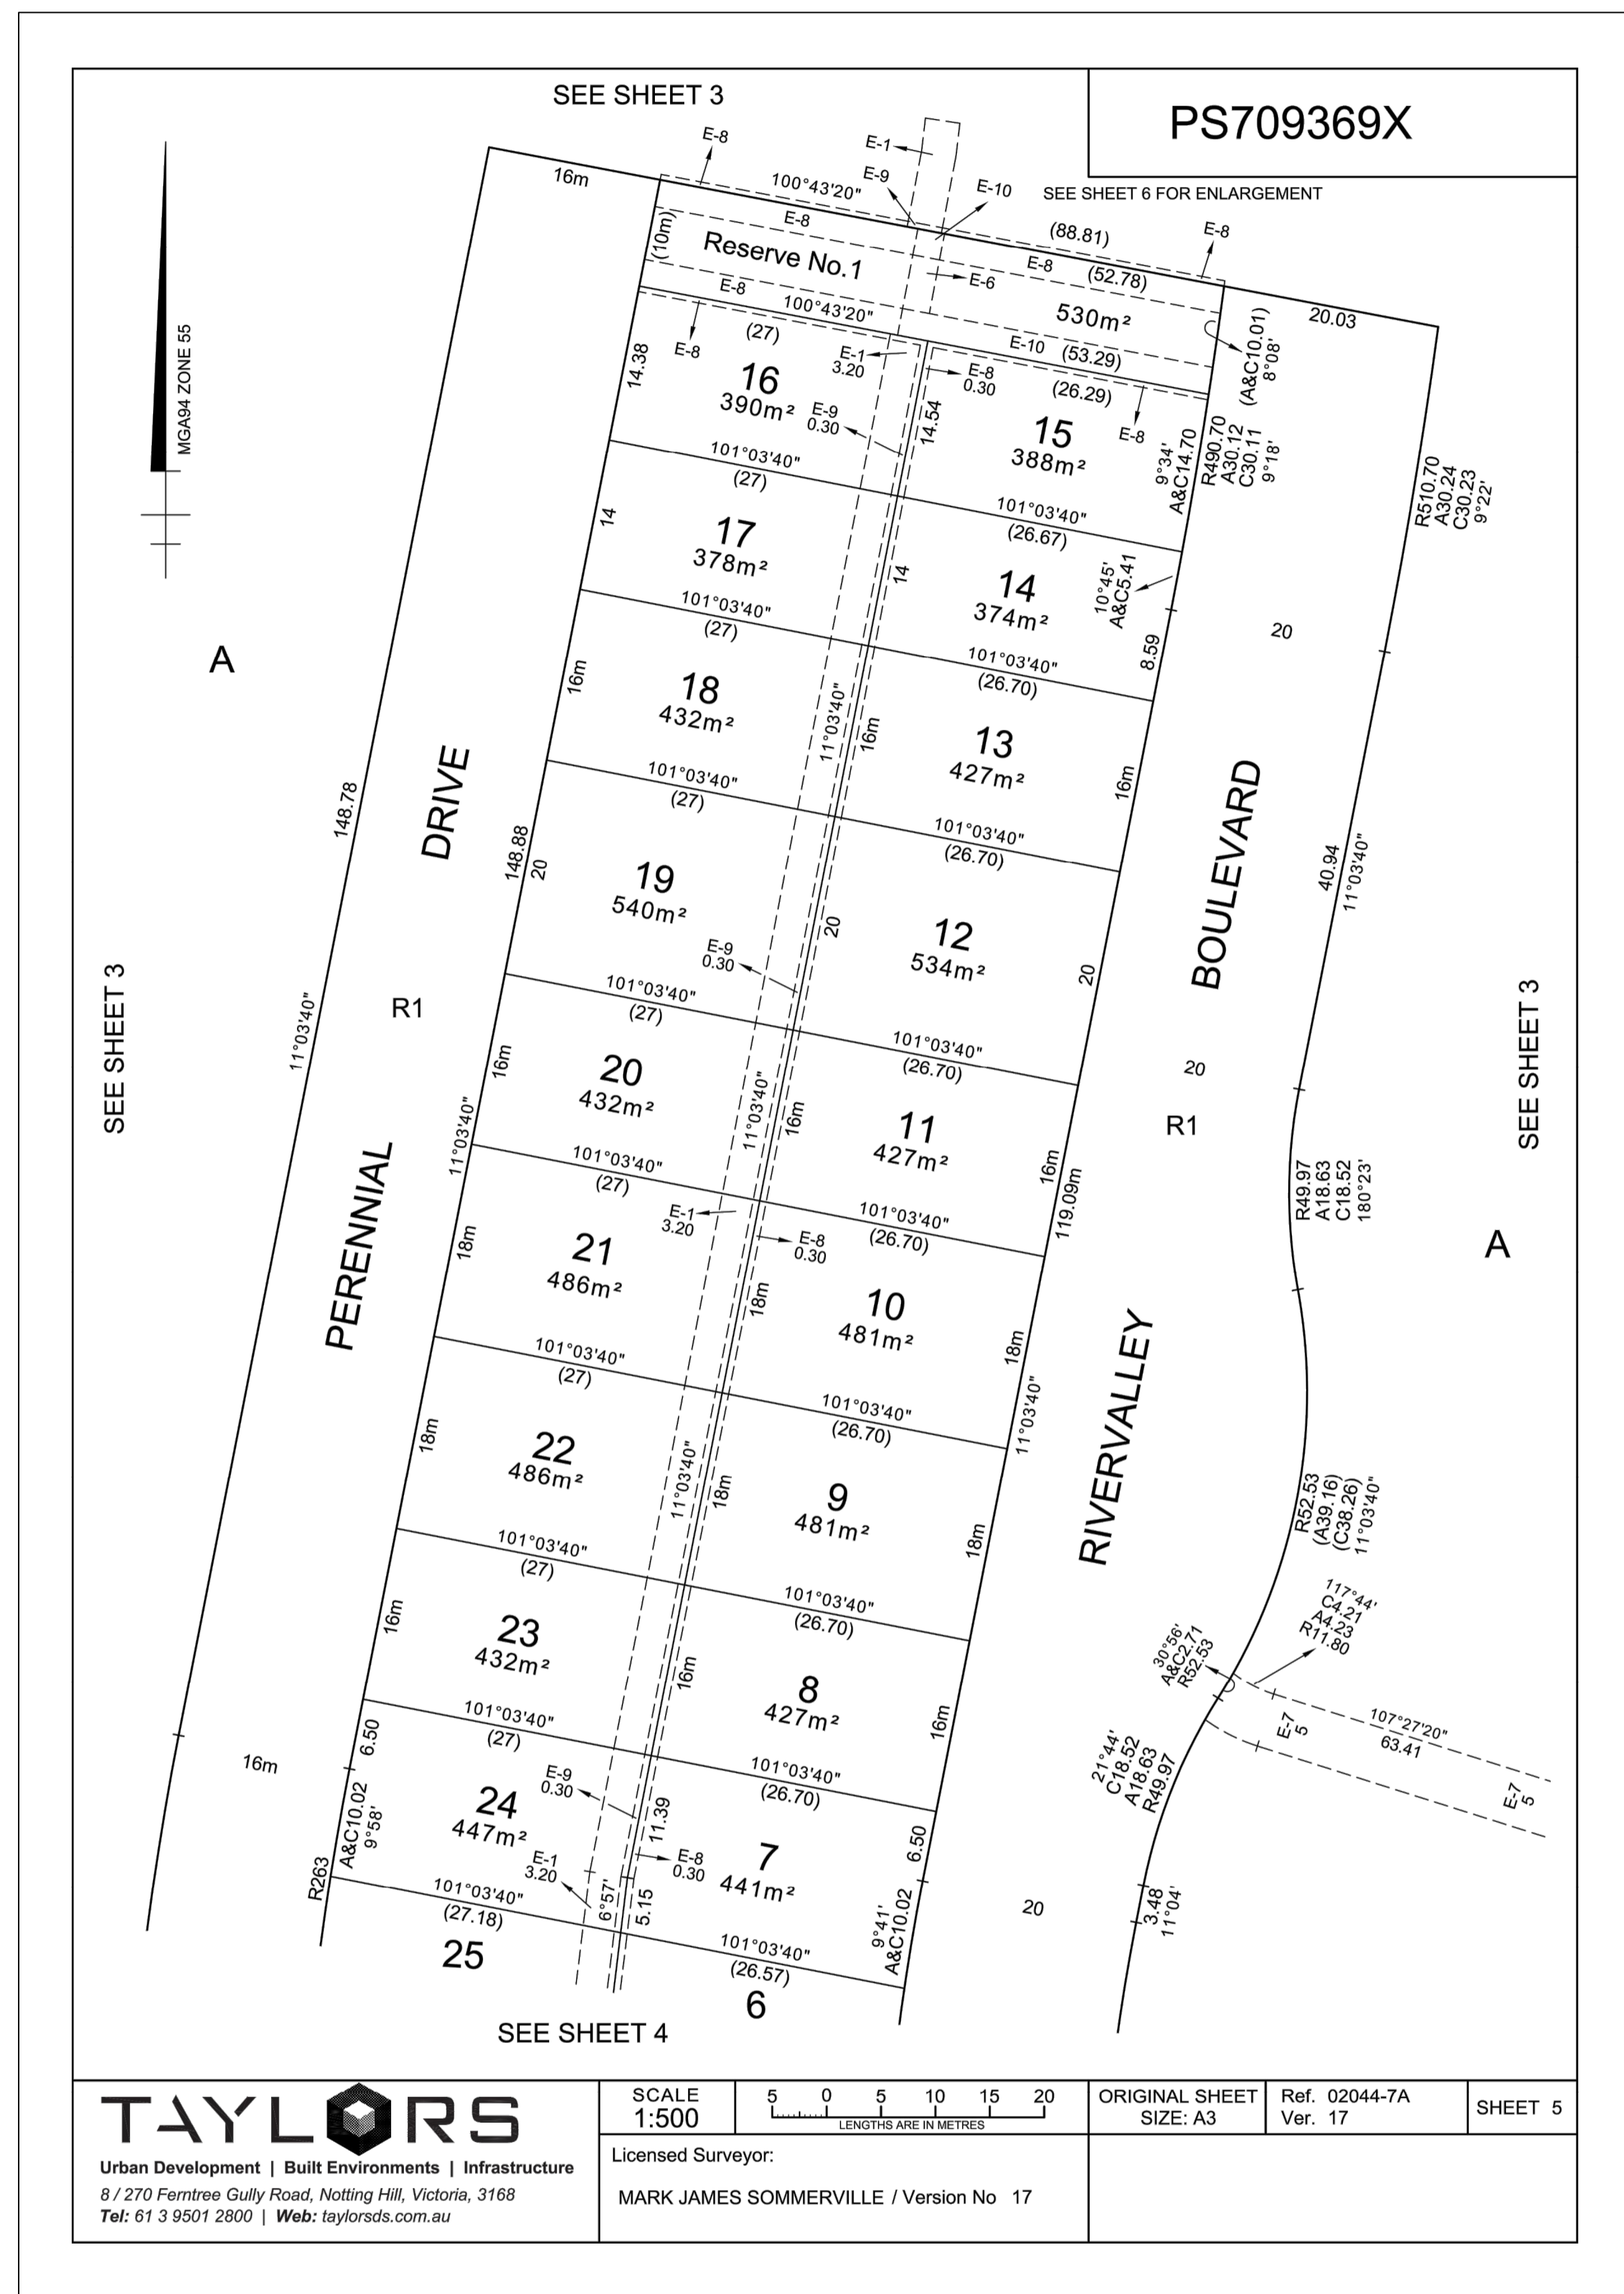 SEE SHEET 3
PS709369X
SEE SHEET 6 FOR ENLARGEMENT
MGA94 ZONE 55
E-8
E-1
E-9
E-10
16m
100°43'20"
(88.81)
E-8
E-8
E-8
(52.78)
20.03
(10m)
Reserve No.1
E-6
530m²
(A&C10.01)
8°08'
E-8
100°43'20"
E-10
(53.29)
E-8
(27)
E-1
3.20
E-8
0.30
(26.29)
E-8
14.38
16
390m²
E-9
0.30
14.54
15
388m²
9°34'
A&C14.70
R490.70
A30.12
C30.11
9°18'
R510.70
A30.24
C30.23
9°22'
101°03'40"
(27)
101°03'40"
(26.67)
14
17
378m²
14
14
374m²
10°45'
A&C5.41
8.59
20
101°03'40"
(27)
101°03'40"
(26.70)
A
16m
18
432m²
11°03'40"
16m
13
427m²
16m
101°03'40"
(27)
101°03'40"
(26.70)
148.78
DRIVE
148.88
20
19
540m²
E-9
0.30
20
12
534m²
20
BOULEVARD
40.94
11°03'40"
101°03'40"
(27)
101°03'40"
(26.70)
SEE SHEET 3
11°03'40"
R1
16m
20
432m²
11°03'40"
16m
11
427m²
16m
119.09m
20
R1
SEE SHEET 3
11°03'40"
101°03'40"
(27)
101°03'40"
(26.70)
R49.97
A18.63
C18.52
180°23'
A
PERENNIAL
18m
21
486m²
E-1
3.20
E-8
0.30
18m
10
481m²
18m
11°03'40"
RIVERVALLEY
101°03'40"
(27)
101°03'40"
(26.70)
18m
22
486m²
11°03'40"
18m
9
481m²
18m
R52.53
(A39.16)
(C38.26)
11°03'40"
101°03'40"
(27)
101°03'40"
(26.70)
16m
23
432m²
16m
8
427m²
16m
30°56'
A&C2.71
R52.53
117°44'
C4.21
A4.23
R11.80
E-7
5
107°27'20"
63.41
E-7
5
101°03'40"
(27)
101°03'40"
(26.70)
21°44'
C18.52
A18.63
R49.97
16m
6.50
A&C10.02
9°58'
R263
24
447m²
E-9
0.30
11.39
E-1
3.20
E-8
0.30
6°57'
5.15
7
441m²
6.50
9°41'
A&C10.02
20
3.48
11°04'
101°03'40"
(27.18)
101°03'40"
(26.57)
25
6
SEE SHEET 4
TAYLORS
Urban Development | Built Environments | Infrastructure
8 / 270 Ferntree Gully Road, Notting Hill, Victoria, 3168
Tel: 61 3 9501 2800 | Web: taylorsds.com.au
SCALE
1:500
5 0 5 10 15 20
LENGTHS ARE IN METRES
ORIGINAL SHEET
SIZE: A3
Ref. 02044-7A
Ver. 17
SHEET 5
Licensed Surveyor:
MARK JAMES SOMMERVILLE / Version No 17